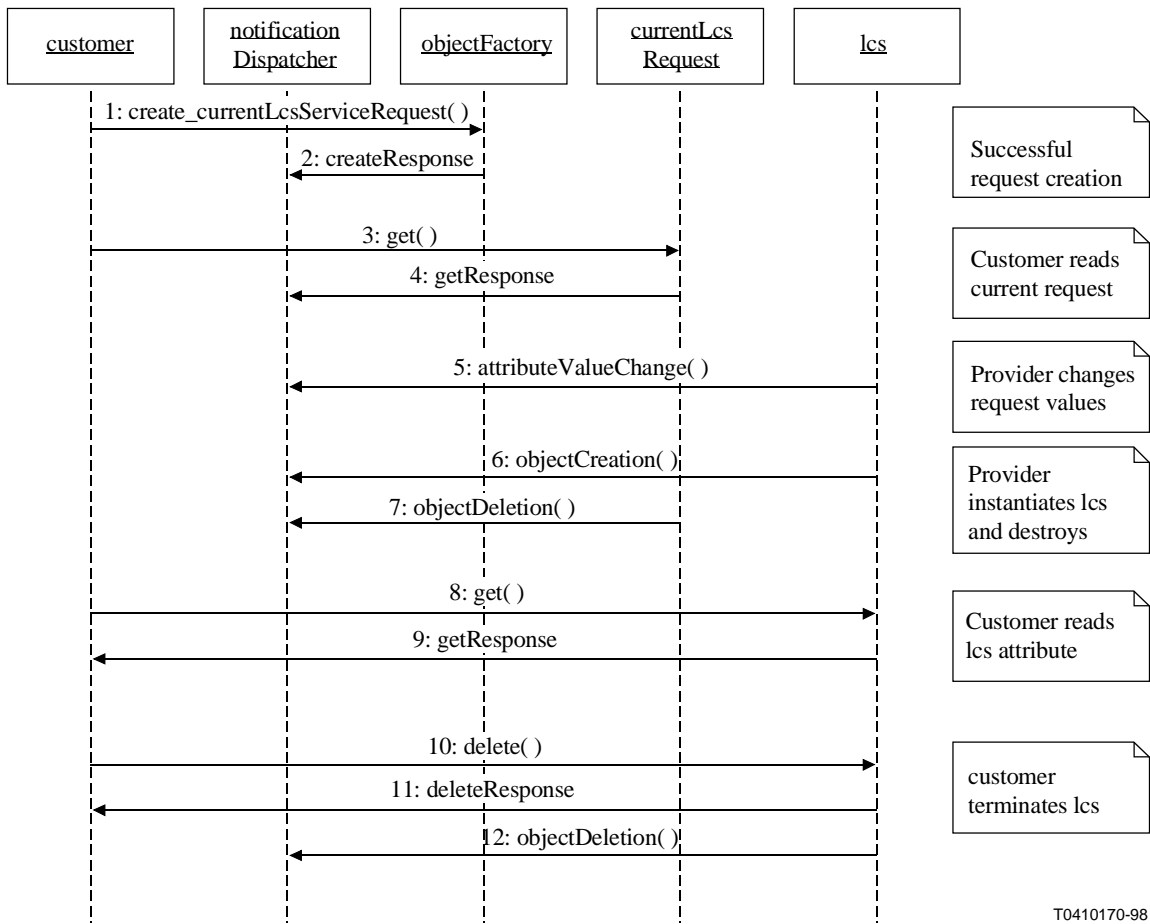 customer
notification
Dispatcher
objectFactory
currentLcs
Request
lcs
1: create_currentLcsServiceRequest( )
2: createResponse
Successful
request creation
3: get( )
4: getResponse
Customer reads
current request
5: attributeValueChange( )
Provider changes
request values
6: objectCreation( )
7: objectDeletion( )
Provider
instantiates lcs
and destroys
8: get( )
9: getResponse
Customer reads
lcs attribute
10: delete( )
11: deleteResponse
12: objectDeletion( )
customer
terminates lcs
T0410170-98